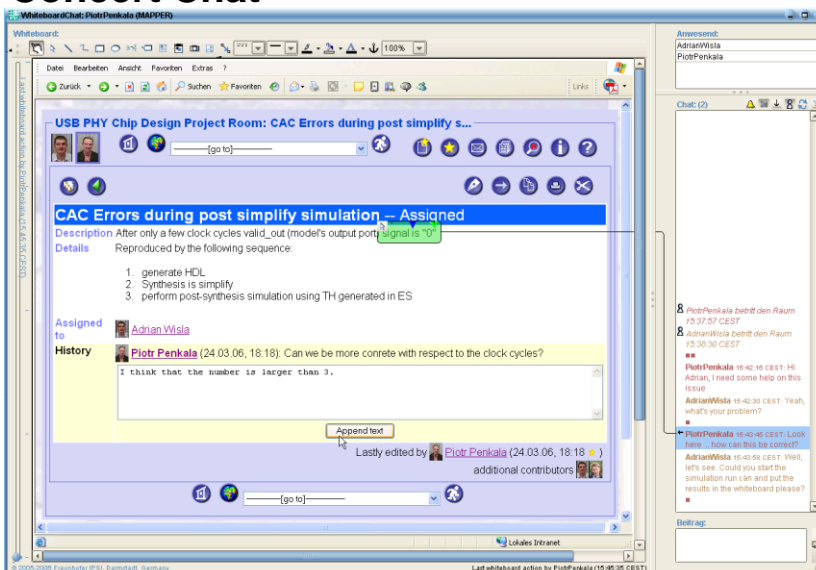 Concert Chat
WhiteboardChat: PiotrPenkala (MAPPER)
Whiteboard:
100%
Last whiteboard action by PiotrPenkala (15:45:35 CEST)
Datei Bearbeiten Ansicht Favoriten Extras ?
Zurück Suchen Favoriten Links
USB PHY Chip Design Project Room: CAC Errors during post simplify s...
--------[go to]--------
CAC Errors during post simplify simulation -- Assigned
Description After only a few clock cycles valid_out (model's output port) signal is "0"
Details Reproduced by the following sequence:
1. generate HDL
2. Synthesis is simplify
3. perform post-synthesis simulation using TH generated in ES
Assigned to Adrian Wisla
History Piotr Penkala (24.03.06, 18:18): Can we be more conrete with respect to the clock cycles?
I think that the number is larger than 3.
Append text
Lastly edited by Piotr Penkala (24.03.06, 18:18 )
additional contributors
--------[go to]--------
Lokales Intranet
© 2005-2006 Fraunhofer IPSI, Darmstadt, Germany
Last whiteboard action by PiotrPenkala (15:45:35 CEST)
Anwesend:
AdrianWisla
PiotrPenkala
Chat: (2)
PiotrPenkala betritt den Raum
15:37:57 CEST
AdrianWisla betritt den Raum
15:38:30 CEST
PiotrPenkala 15:42:16 CEST: Hi
Adrian, I need some help on this
issue
AdrianWisla 15:42:30 CEST: Yeah,
what's your problem?
PiotrPenkala 15:43:46 CEST: Look
here ... how can this be correct?
AdrianWisla 15:43:58 CEST: Well,
let's see. Could you start the
simulation run can and put the
results in the whiteboard please?
Beitrag: